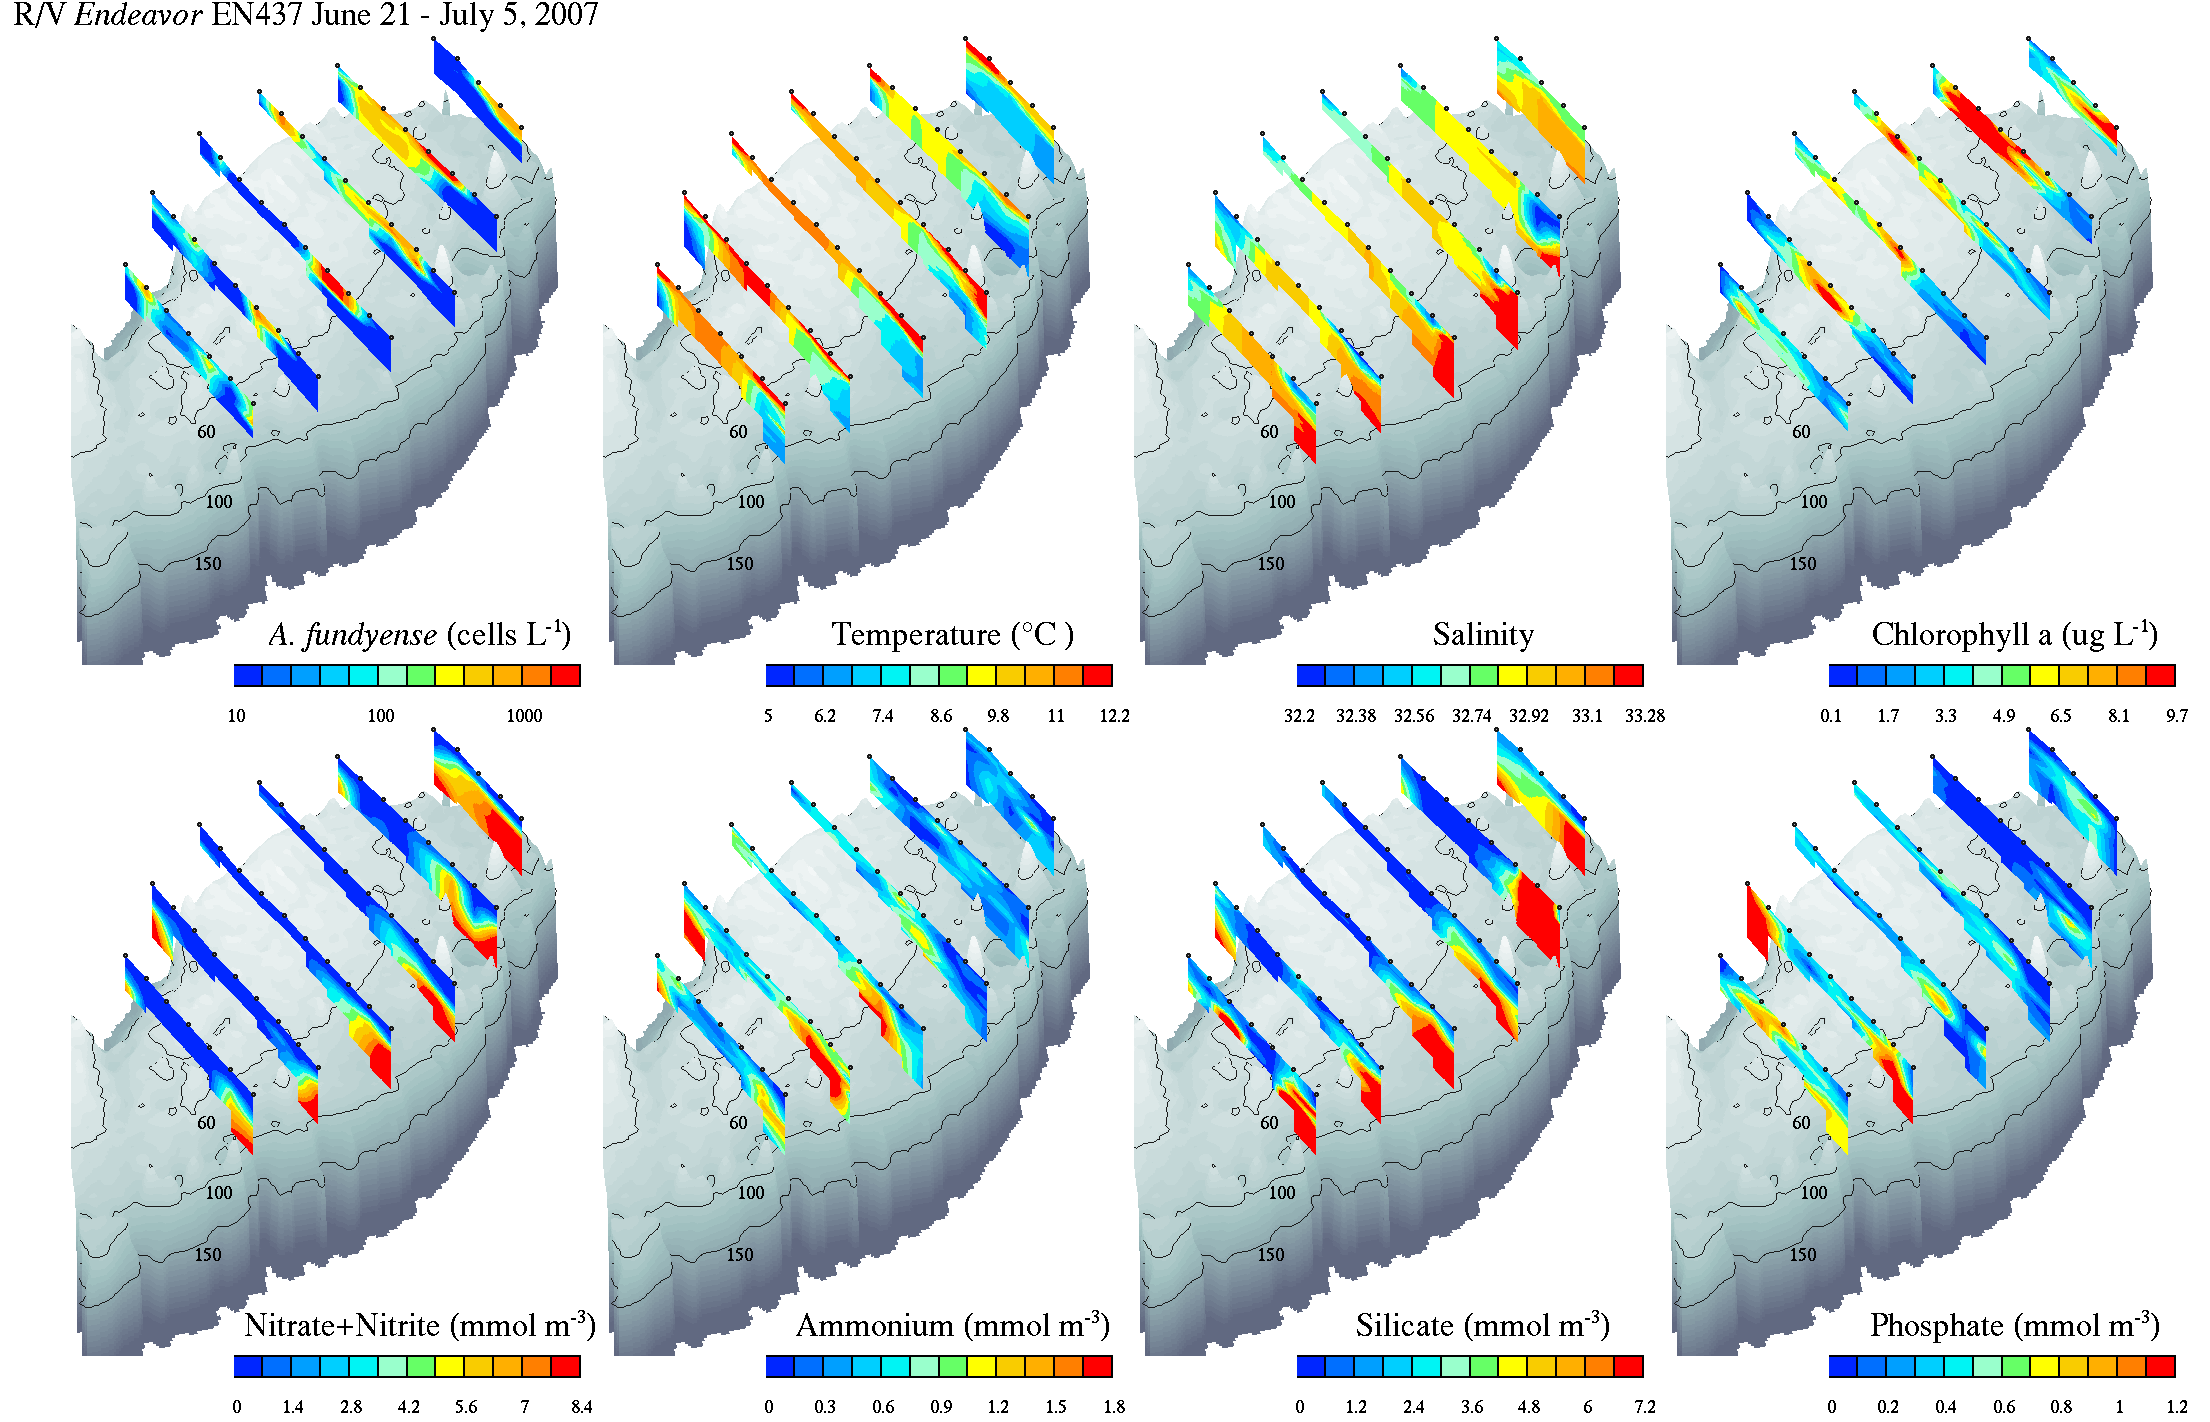 R/V Endeavor EN437 June 21 - July 5, 2007
60
100
150
A. fundyense (cells L-1)
10 100 1000
60
100
150
Temperature (°C )
5 6.2 7.4 8.6 9.8 11 12.2
60
100
150
Salinity
32.2 32.38 32.56 32.74 32.92 33.1 33.28
60
100
150
Chlorophyll a (ug L-1)
0.1 1.7 3.3 4.9 6.5 8.1 9.7
60
100
150
Nitrate+Nitrite (mmol m-3)
0 1.4 2.8 4.2 5.6 7 8.4
60
100
150
Ammonium (mmol m-3)
0 0.3 0.6 0.9 1.2 1.5 1.8
60
100
150
Silicate (mmol m-3)
0 1.2 2.4 3.6 4.8 6 7.2
60
100
150
Phosphate (mmol m-3)
0 0.2 0.4 0.6 0.8 1 1.2